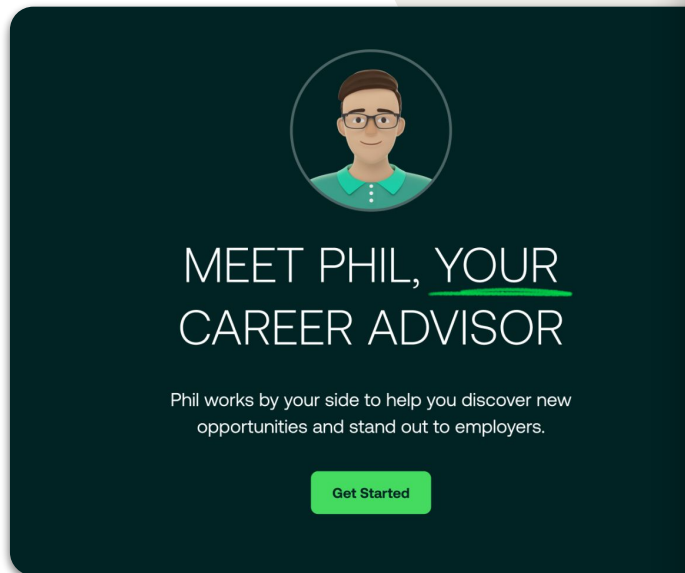 MEET PHIL, YOUR
CAREER ADVISOR
Phil works by your side to help you discover new
opportunities and stand out to employers.
Get Started